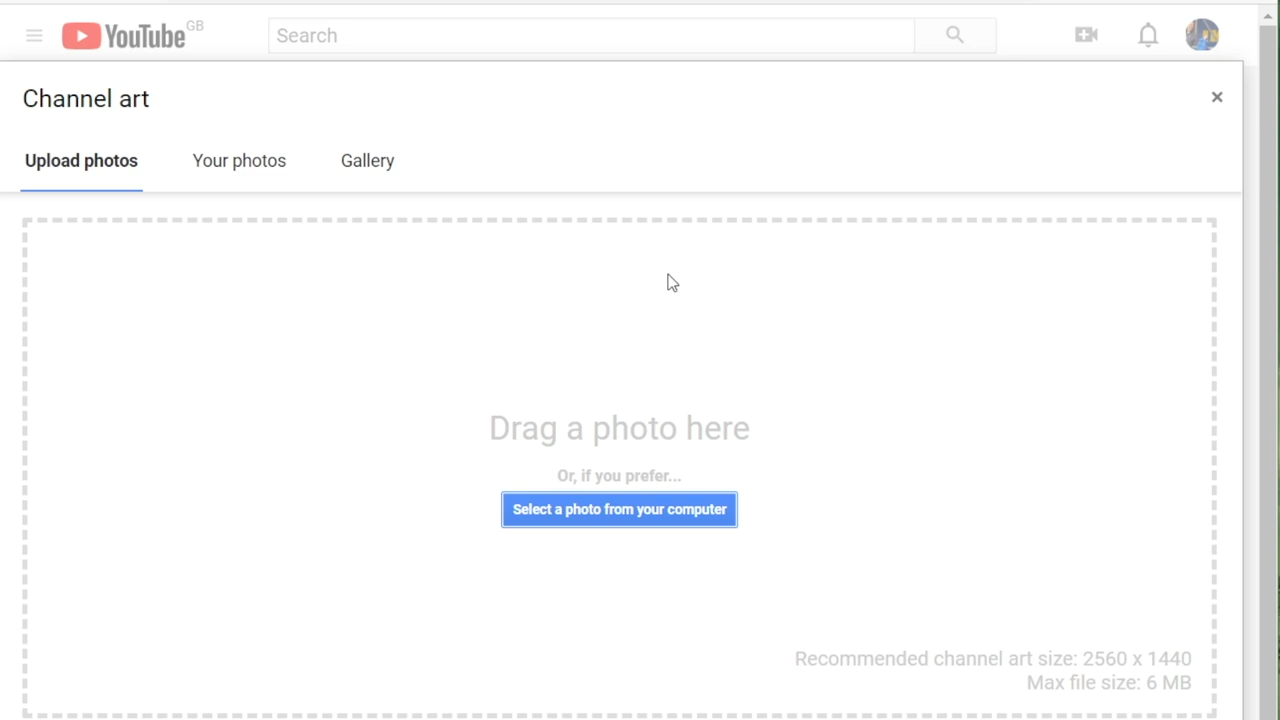 YouTube GB
Search
Channel art
Upload photos Your photos Gallery
Drag a photo here
Or, if you prefer...
Select a photo from your computer
Recommended channel art size: 2560 x 1440
Max file size: 6 MB